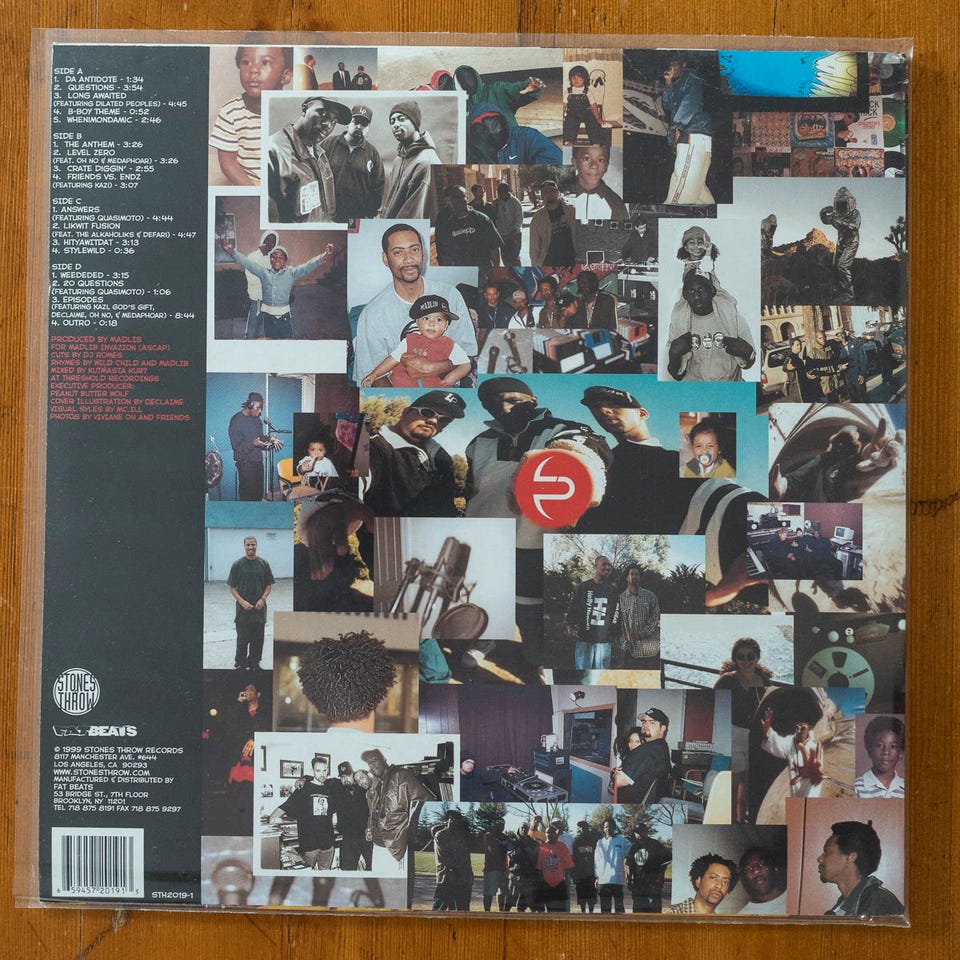 SIDE A
1. DA ANTIDOTE - 1:34
2. QUESTIONS - 3:54
3. LONG AWAITED
(FEATURING DILATED PEOPLES) - 4:45
4. B-BOY THEME - 0:52
5. WHENIMONDAMIC - 2:46
SIDE B
1. THE ANTHEM - 3:26
2. LEVEL ZERO
(FEAT. OH NO & MEDAPHOAR) - 3:26
3. CRATE DIGGIN' - 2:55
4. FRIENDS VS. ENDZ
(FEATURING KAZI) - 3:07
SIDE C
1. ANSWERS
(FEATURING QUASIMOTO) - 4:44
2. LIKWIT FUSION
(FEAT. THE ALKAHOLIKS & DEFARI) - 4:47
3. HITYAWITDAT - 3:13
4. STYLEWILD - 0:36
SIDE D
1. WEEDEDED - 3:15
2. 20 QUESTIONS
(FEATURING QUASIMOTO) - 1:06
3. EPISODES
(FEATURING KAZI, GOD'S GIFT,
DECLAIME, OH NO, & MEDAPHOAR) - 8:44
4. OUTRO - 0:18
PRODUCED BY MADLIB
FOR MADLIB INVAZION (ASCAP)
CUTS BY DJ ROMES
RHYMES BY WILD CHILD AND MADLIB
MIXED BY KUTMASTA KURT
AT THRESHOLD RECORDINGS
EXECUTIVE PRODUCER:
PEANUT BUTTER WOLF
COVER ILLUSTRATION BY DECLAIME
VISUAL SYLES BY MC.ILL
PHOTOS BY VIVIANE OH AND FRIENDS
MADLIB
STONES
THROW
FAT BEATS
© 1999 STONES THROW RECORDS
8117 MANCHESTER AVE. #644
LOS ANGELES, CA 90293
WWW.STONESTHROW.COM
MANUFACTURED & DISTRIBUTED BY
FAT BEATS
53 BRIDGE ST., 7TH FLOOR
BROOKLYN, NY 11201
TEL 718 875 8191 FAX 718 875 9297
6 59457 20191 3
STH2019-1